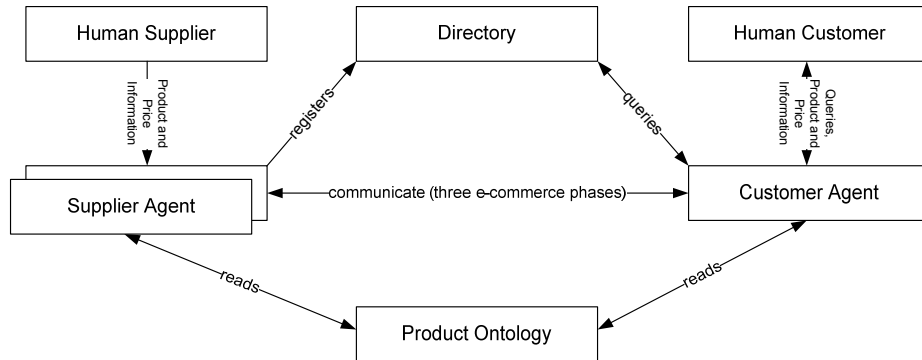 Human Supplier
Directory
Human Customer
Product and
Price
Information
registers
queries
Queries,
Product and
Price
Information
Supplier Agent
communicate (three e-commerce phases)
Customer Agent
reads
reads
Product Ontology